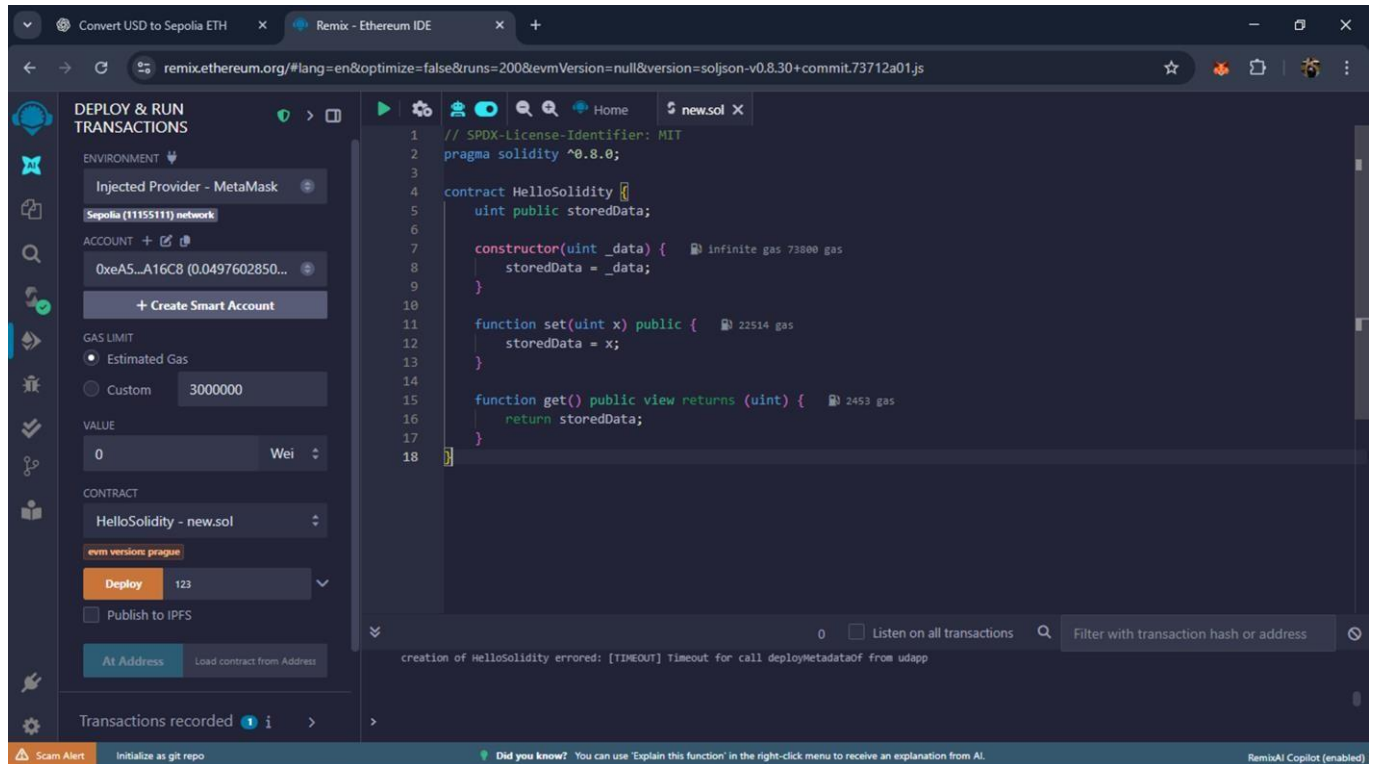 Convert USD to Sepolia ETH
Remix - Ethereum IDE
remix.ethereum.org/#lang=en&optimize=false&runs=200&evmVersion=null&version=soljson-v0.8.30+commit.73712a01.js
DEPLOY & RUN
TRANSACTIONS
ENVIRONMENT
Injected Provider - MetaMask
Sepolia (11155111) network
ACCOUNT
0xeA5...A16C8 (0.0497602850...
+ Create Smart Account
GAS LIMIT
Estimated Gas
Custom 3000000
VALUE
0 Wei
CONTRACT
HelloSolidity - new.sol
evm version: prague
Deploy 123
Publish to IPFS
At Address Load contract from Address
Transactions recorded 1 i >
AI
Home new.sol
1 // SPDX-License-Identifier: MIT
2 pragma solidity ^0.8.0;
3
4 contract HelloSolidity {
5 uint public storedData;
6
7 constructor(uint _data) { infinite gas 73800 gas
8 storedData = _data;
9 }
10
11 function set(uint x) public { 22514 gas
12 storedData = x;
13 }
14
15 function get() public view returns (uint) { 2453 gas
16 return storedData;
17 }
18 }
0 Listen on all transactions Filter with transaction hash or address
creation of HelloSolidity errored: [TIMEOUT] Timeout for call deployMetadataOf from udapp
>
Scam Alert Initialize as git repo Did you know? You can use 'Explain this function' in the right-click menu to receive an explanation from AI. RemixAI Copilot (enabled)